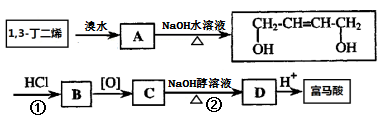 1,3-丁二烯 溴水 A NaOH水溶液 △ CH₂-CH=CH-CH₂
OH OH
HCl ① B [O] C NaOH醇溶液 △ ② D H⁺ 富马酸